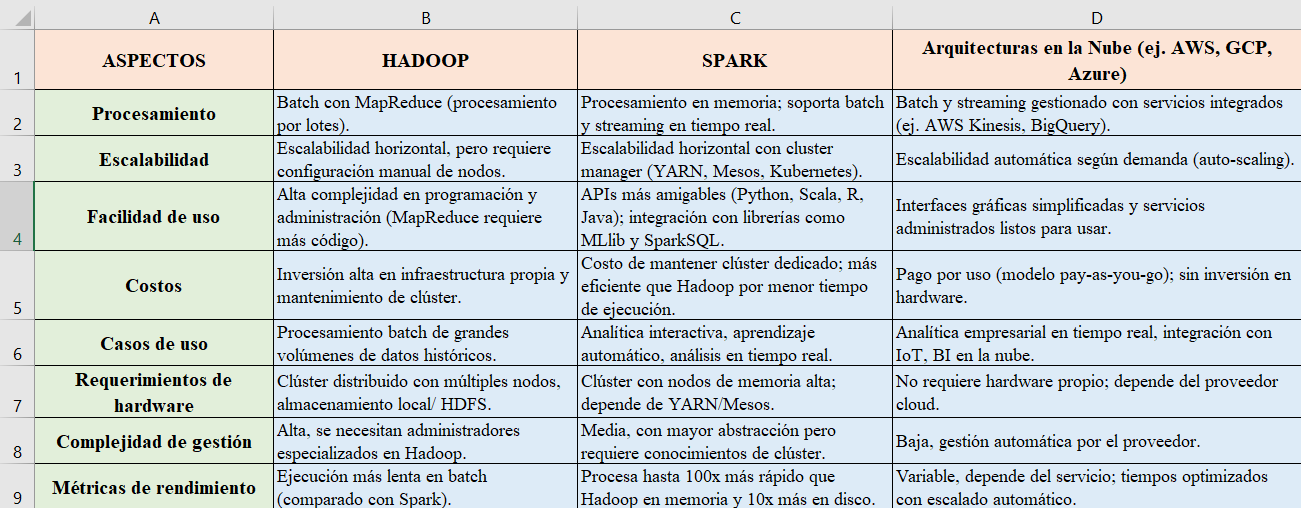 A B C D
1 ASPECTOS HADOOP SPARK Arquitecturas en la Nube (ej. AWS, GCP,
Azure)
2 Procesamiento
Batch con MapReduce (procesamiento
por lotes).
Procesamiento en memoria; soporta batch
y streaming en tiempo real.
Batch y streaming gestionado con servicios integrados
(ej. AWS Kinesis, BigQuery).
3 Escalabilidad
Escalabilidad horizontal, pero requiere
configuración manual de nodos.
Escalabilidad horizontal con cluster
manager (YARN, Mesos, Kubernetes).
Escalabilidad automática según demanda (auto-scaling).
4 Facilidad de uso
Alta complejidad en programación y
administración (MapReduce requiere
más código).
APIs más amigables (Python, Scala, R,
Java); integración con librerías como
MLlib y SparkSQL.
Interfaces gráficas simplificadas y servicios
administrados listos para usar.
5 Costos
Inversión alta en infraestructura propia y
mantenimiento de clúster.
Costo de mantener clúster dedicado; más
eficiente que Hadoop por menor tiempo
de ejecución.
Pago por uso (modelo pay-as-you-go); sin inversión en
hardware.
6 Casos de uso
Procesamiento batch de grandes
volúmenes de datos históricos.
Analítica interactiva, aprendizaje
automático, análisis en tiempo real.
Analítica empresarial en tiempo real, integración con
IoT, BI en la nube.
7 Requerimientos de
hardware
Clúster distribuido con múltiples nodos,
almacenamiento local/ HDFS.
Clúster con nodos de memoria alta;
depende de YARN/Mesos.
No requiere hardware propio; depende del proveedor
cloud.
8 Complejidad de gestión
Alta, se necesitan administradores
especializados en Hadoop.
Media, con mayor abstracción pero
requiere conocimientos de clúster.
Baja, gestión automática por el proveedor.
9 Métricas de rendimiento
Ejecución más lenta en batch
(comparado con Spark).
Procesa hasta 100x más rápido que
Hadoop en memoria y 10x más en disco.
Variable, depende del servicio; tiempos optimizados
con escalado automático.